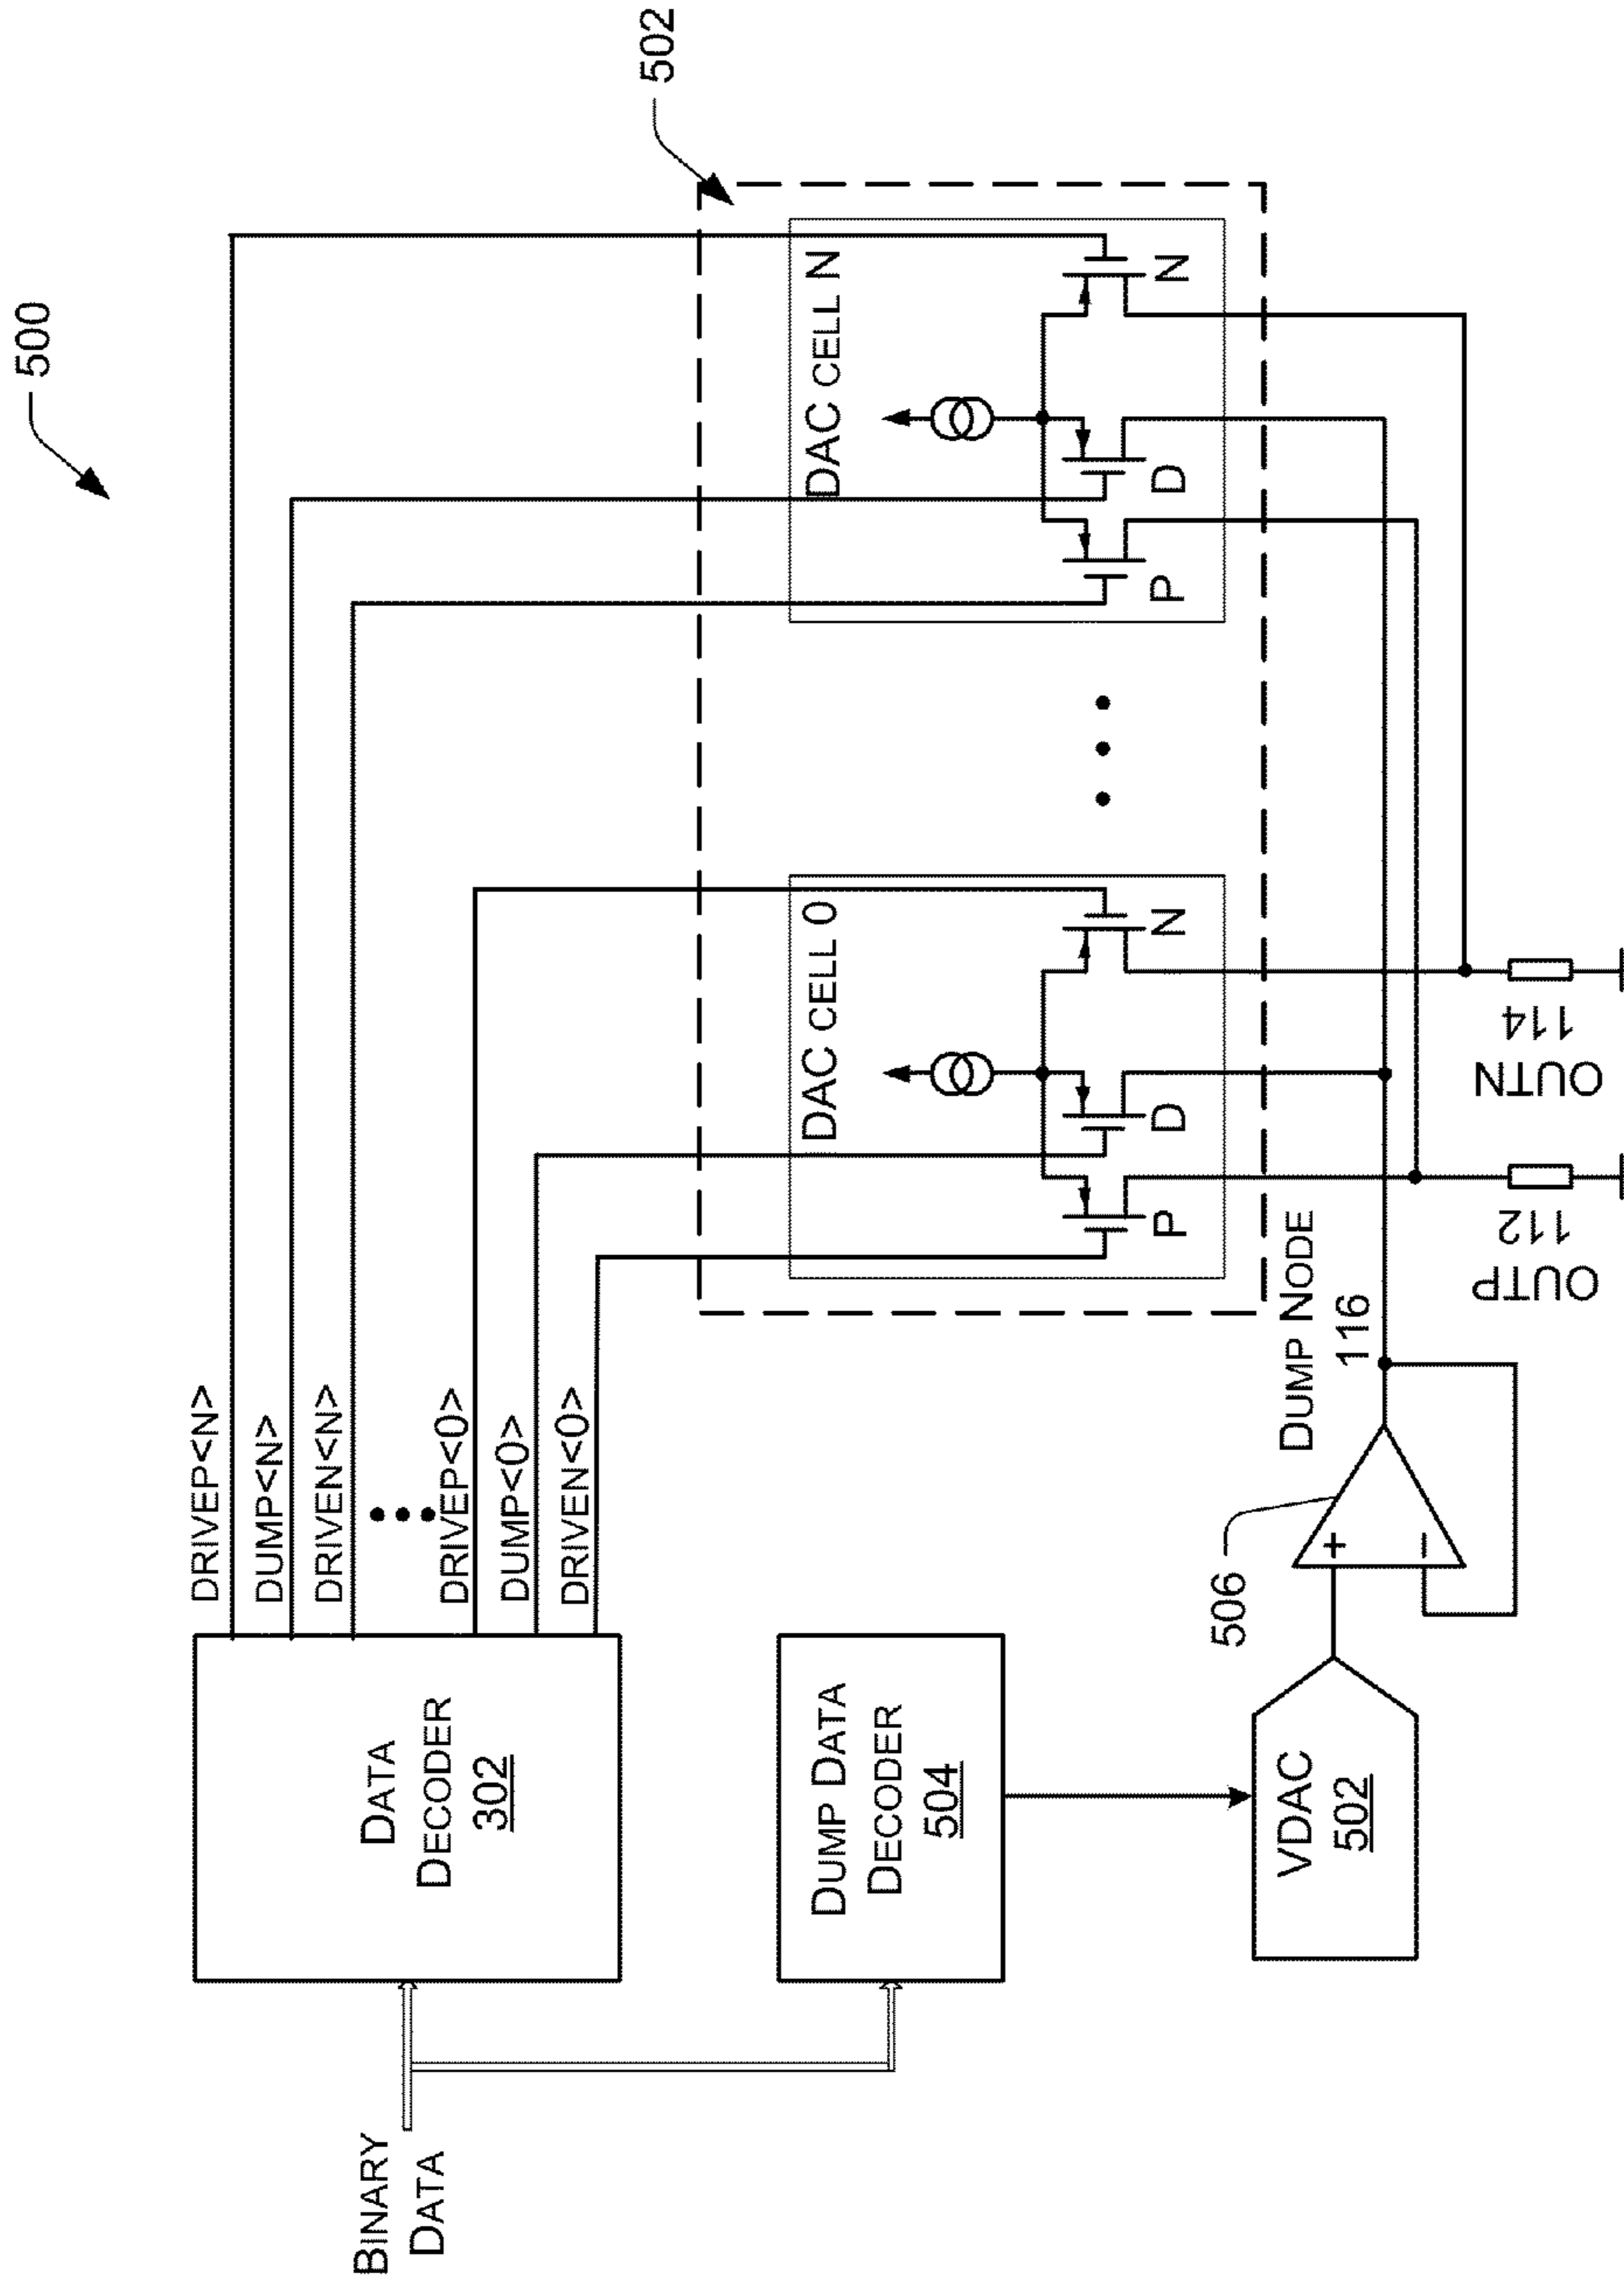 500
502
BINARY
DATA
DATA
DECODER
302
DRIVEP<N>
DUMP<N>
DRIVEN<N>
DRIVEP<0>
DUMP<0>
DRIVEN<0>
DUMP DATA
DECODER
504
VDAC
502
506
+
−
DUMP NODE
116
DAC CELL 0
P
D
N
DAC CELL N
P
D
N
112
OUTP
114
OUTN